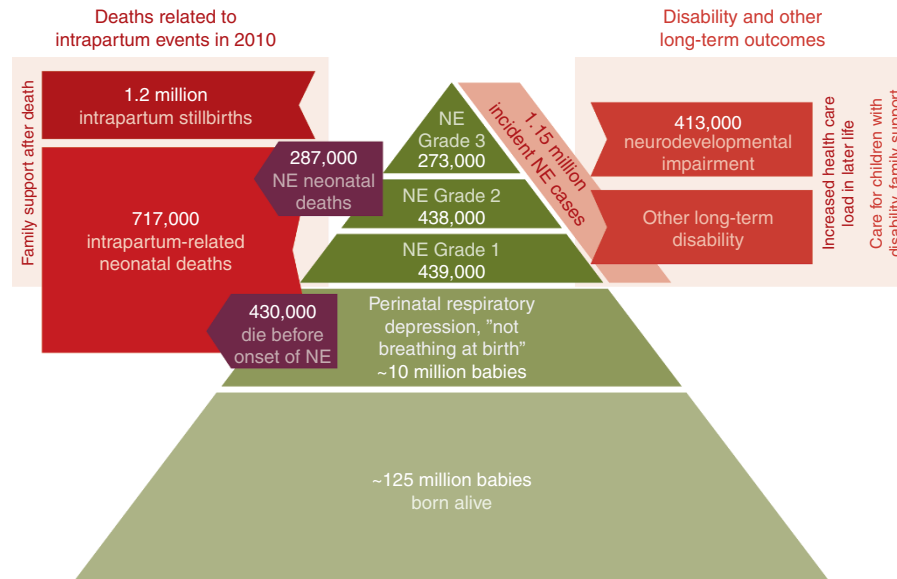 Deaths related to
intrapartum events in 2010
Disability and other
long-term outcomes
Family support after death
1.2 million
intrapartum stillbirths
717,000
intrapartum-related
neonatal deaths
287,000
NE neonatal
deaths
430,000
die before
onset of NE
NE
Grade 3
273,000
NE Grade 2
438,000
NE Grade 1
439,000
Perinatal respiratory
depression, ”not
breathing at birth”
~10 million babies
~125 million babies
born alive
1.15 million
incident NE cases
413,000
neurodevelopmental
impairment
Other long-term
disability
Increased health care
load in later life
Care for children with
disability, family support